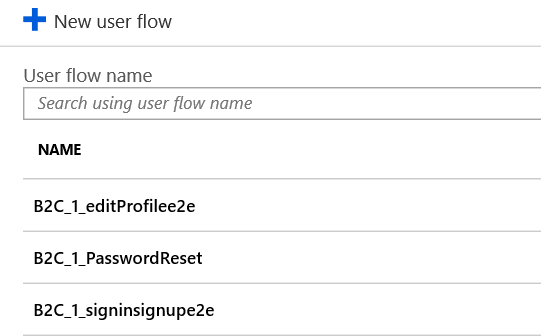 New user flow
User flow name
Search using user flow name
NAME
B2C_1_editProfilee2e
B2C_1_PasswordReset
B2C_1_signinsignupe2e